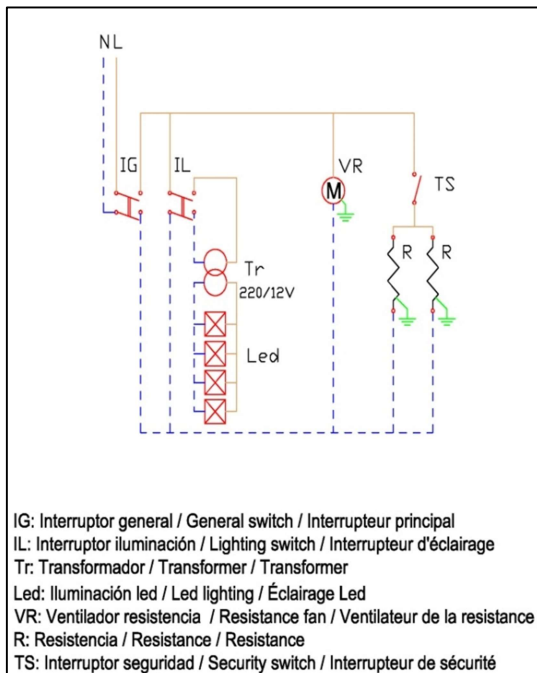 NL
IG
IL
VR
M
TS
R
R
Tr
220/12V
Led
IG: Interruptor general / General switch / Interrupteur principal
IL: Interruptor iluminación / Lighting switch / Interrupteur d'éclairage
Tr: Transformador / Transformer / Transformer
Led: Iluminación led / Led lighting / Éclairage Led
VR: Ventilador resistencia / Resistance fan / Ventilateur de la resistance
R: Resistencia / Resistance / Resistance
TS: Interruptor seguridad / Security switch / Interrupteur de sécurité